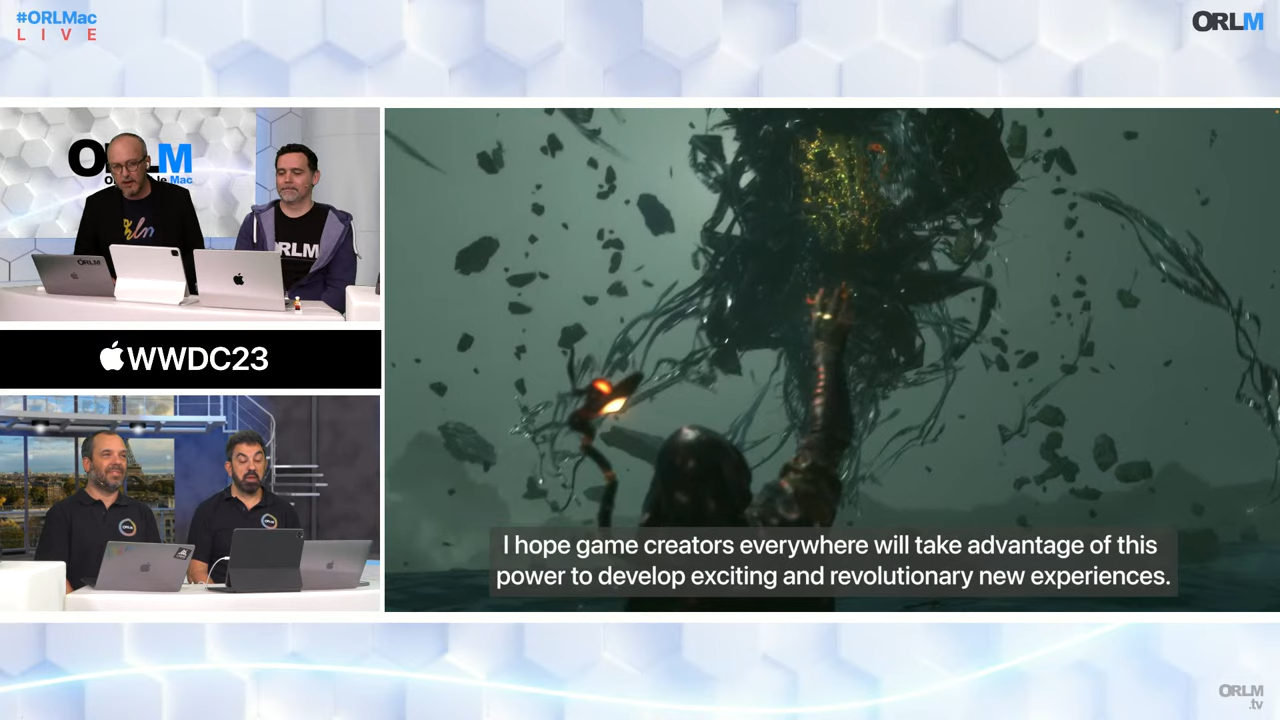 #ORLMac
LIVE
ORLM
ORLM
WWDC23
I hope game creators everywhere will take advantage of this
power to develop exciting and revolutionary new experiences.
ORLM
.tv